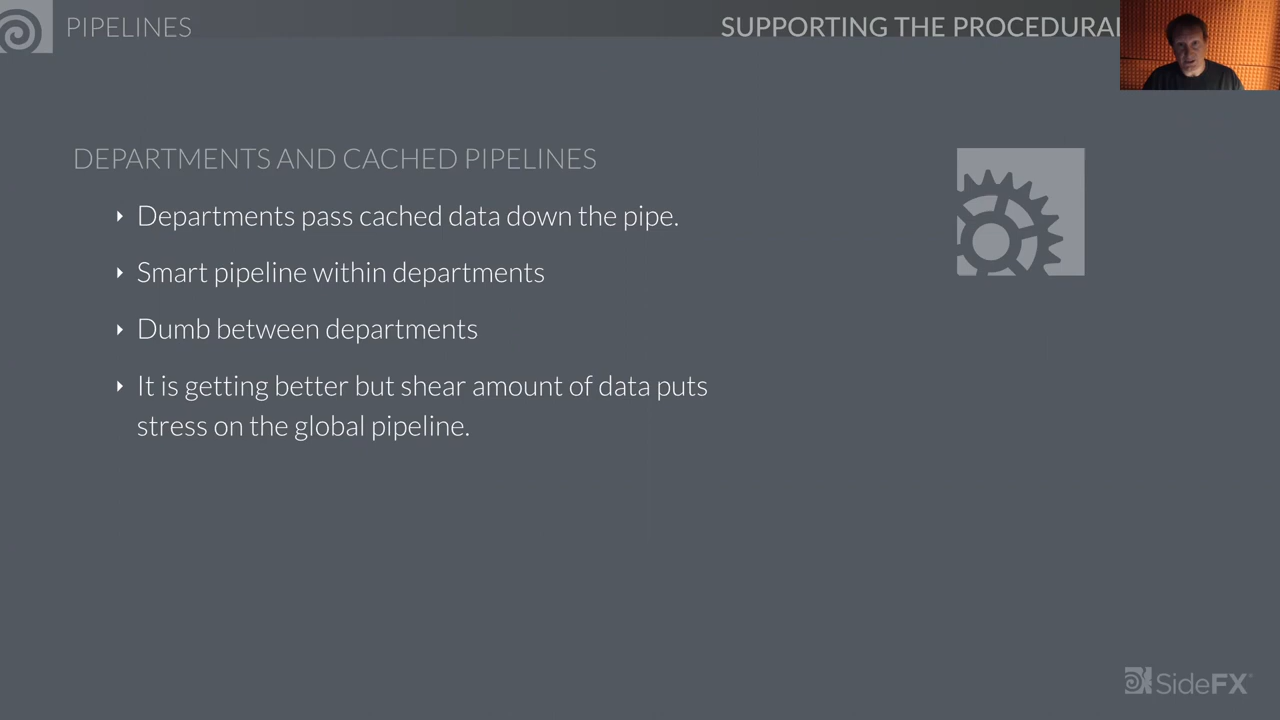 PIPELINES
SUPPORTING THE PROCEDURAL
DEPARTMENTS AND CACHED PIPELINES
Departments pass cached data down the pipe.
Smart pipeline within departments
Dumb between departments
It is getting better but shear amount of data puts
stress on the global pipeline.
SideFX